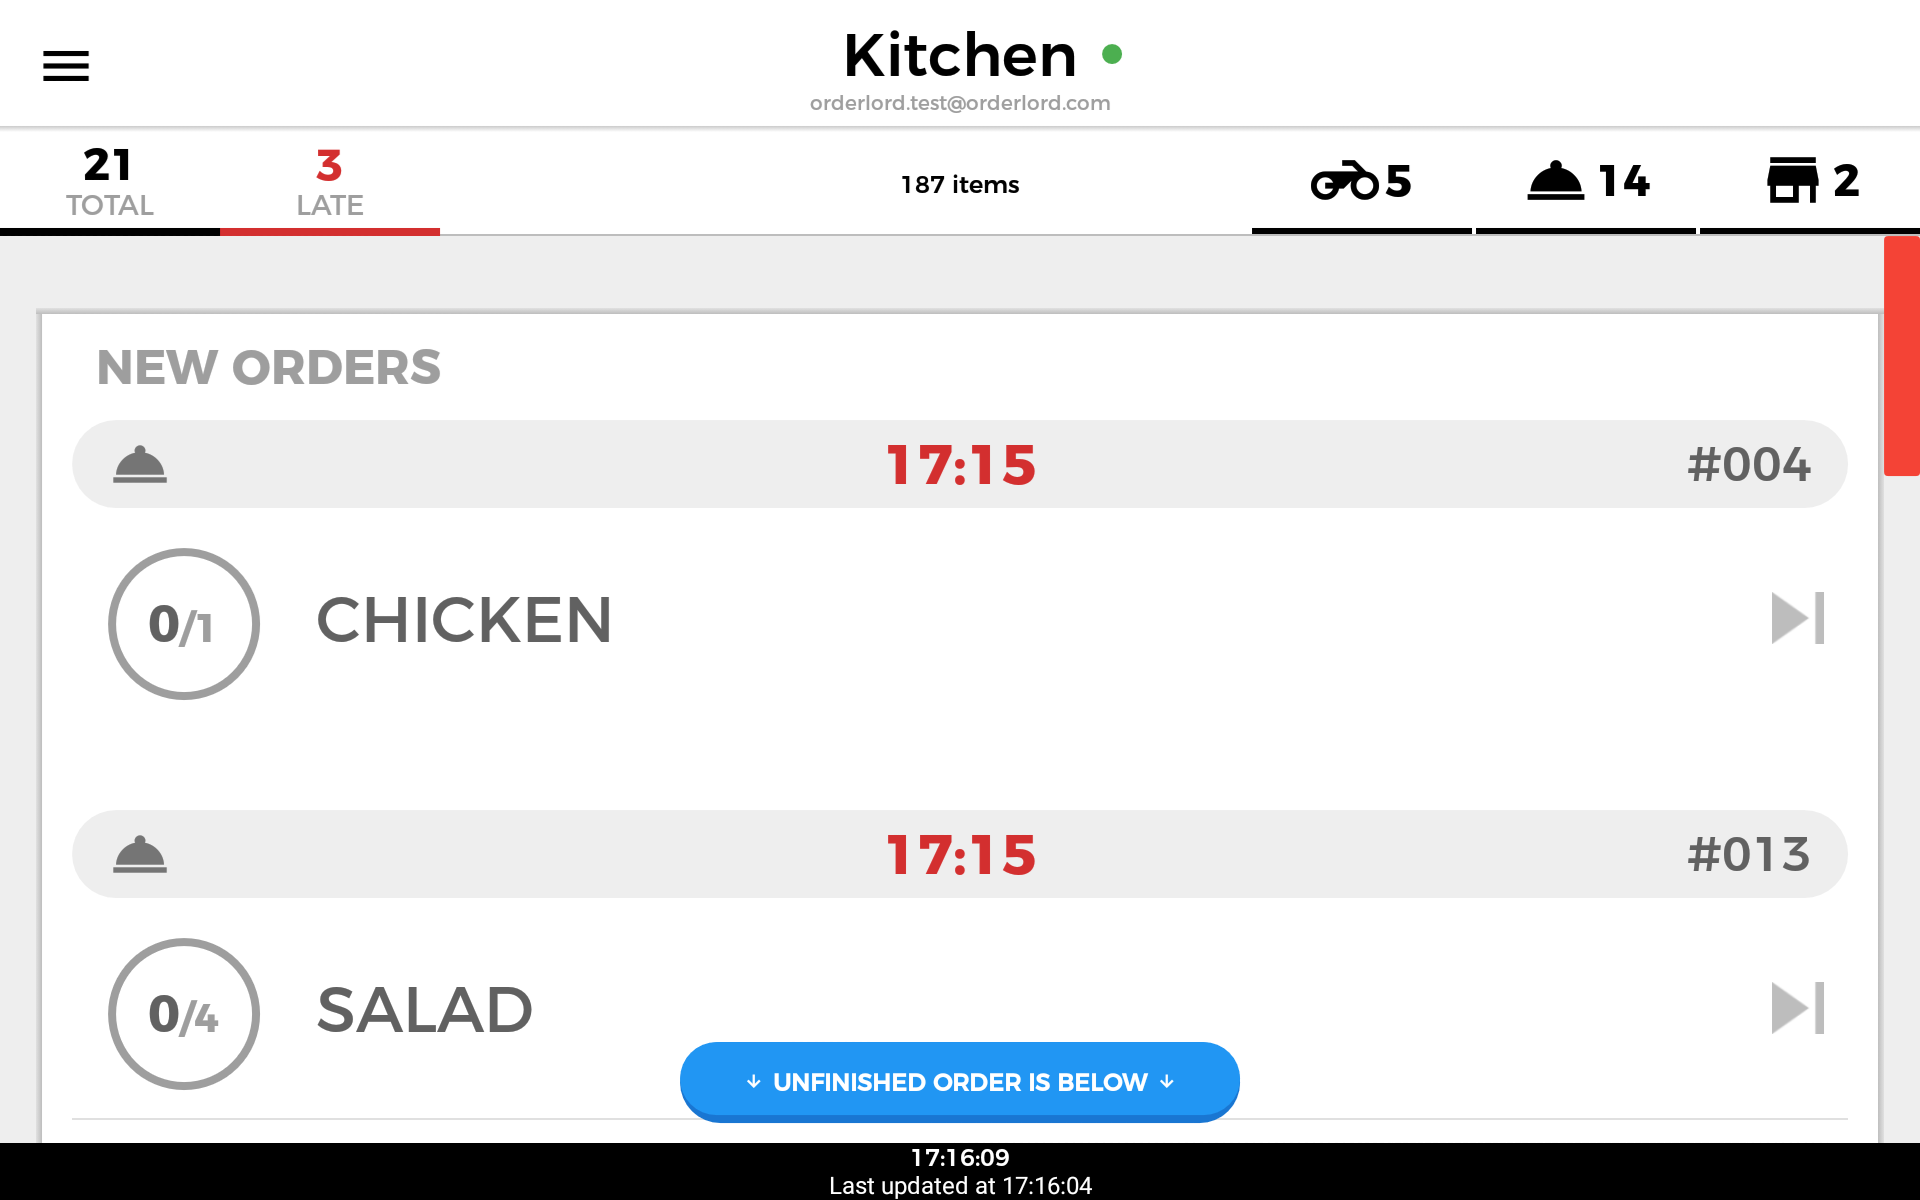 Kitchen
orderlord.test@orderlord.com
21
TOTAL
3
LATE
187 items
5
14
2
NEW ORDERS
17:15 #004
0/1 CHICKEN
17:15 #013
0/4 SALAD
↓ UNFINISHED ORDER IS BELOW ↓
17:16:09
Last updated at 17:16:04